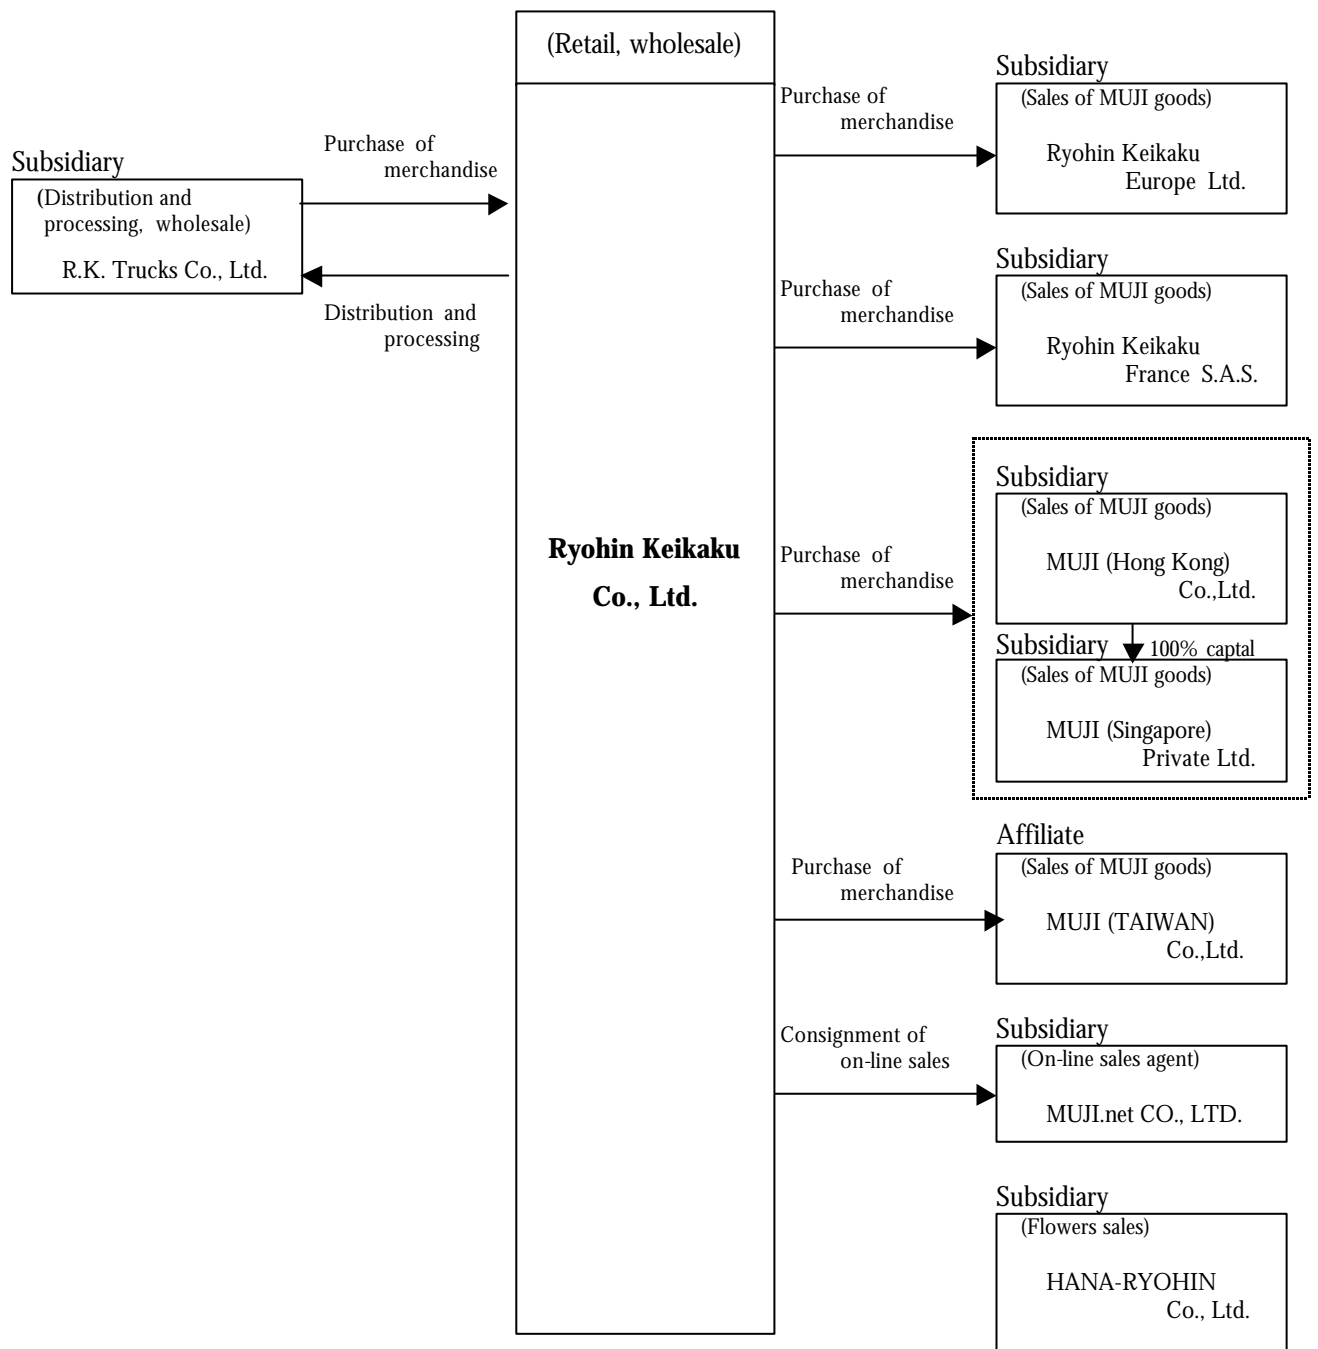 (Retail, wholesale)
Ryohin Keikaku
Co., Ltd.
Subsidiary
(Distribution and
processing, wholesale)
R.K. Trucks Co., Ltd.
Purchase of
merchandise
Distribution and
processing
Purchase of
merchandise
Subsidiary
(Sales of MUJI goods)
Ryohin Keikaku
Europe Ltd.
Purchase of
merchandise
Subsidiary
(Sales of MUJI goods)
Ryohin Keikaku
France S.A.S.
Purchase of
merchandise
Subsidiary
(Sales of MUJI goods)
MUJI (Hong Kong)
Co.,Ltd.
100% captal
Subsidiary
(Sales of MUJI goods)
MUJI (Singapore)
Private Ltd.
Purchase of
merchandise
Affiliate
(Sales of MUJI goods)
MUJI (TAIWAN)
Co.,Ltd.
Consignment of
on-line sales
Subsidiary
(On-line sales agent)
MUJI.net CO., LTD.
Subsidiary
(Flowers sales)
HANA-RYOHIN
Co., Ltd.